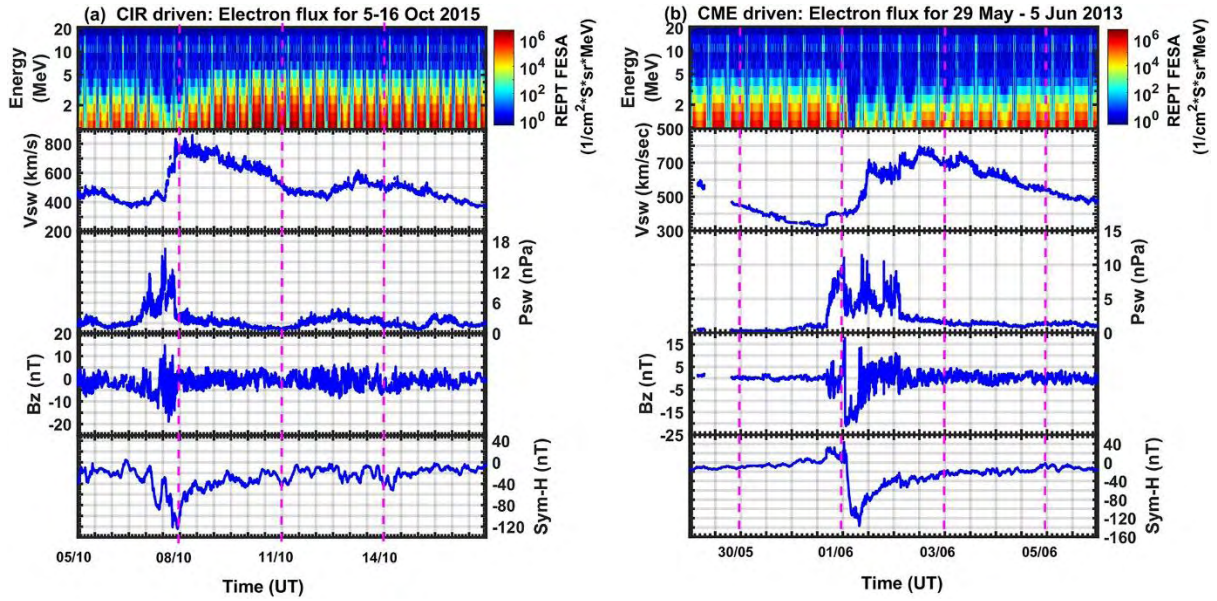 (a) CIR driven: Electron flux for 5-16 Oct 2015
20
10
5
2
Energy
(MeV)
10^6
10^4
10^2
10^0
REPT FESA
(1/cm^2*S*sr*MeV)
800
600
400
200
Vsw (km/s)
18
12
6
0
Psw (nPa)
20
10
0
-10
-20
Bz (nT)
40
0
-40
-80
-120
Sym-H (nT)
05/10 08/10 11/10 14/10
Time (UT)
(b) CME driven: Electron flux for 29 May - 5 Jun 2013
20
10
5
2
Energy
(MeV)
10^6
10^4
10^2
10^0
REPT FESA
(1/cm^2*S*sr*MeV)
500
700
500
300
Vsw (km/sec)
15
10
5
0
Psw (nPa)
15
5
-5
-15
-25
Bz (nT)
40
0
-40
-80
-120
-160
Sym-H (nT)
30/05 01/06 03/06 05/06
Time (UT)